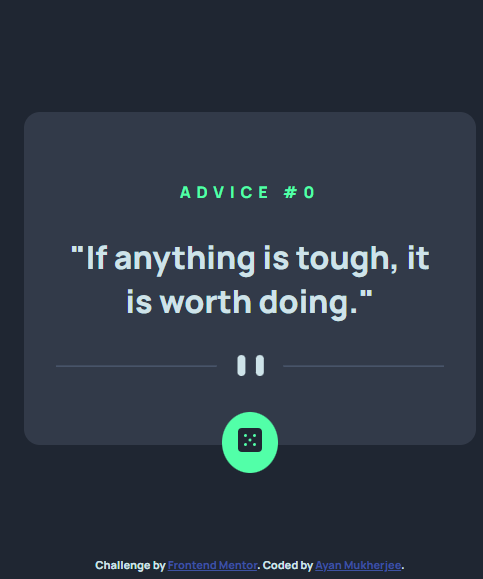 ADVICE #0
"If anything is tough, it
is worth doing."
Challenge by Frontend Mentor. Coded by Ayan Mukherjee.